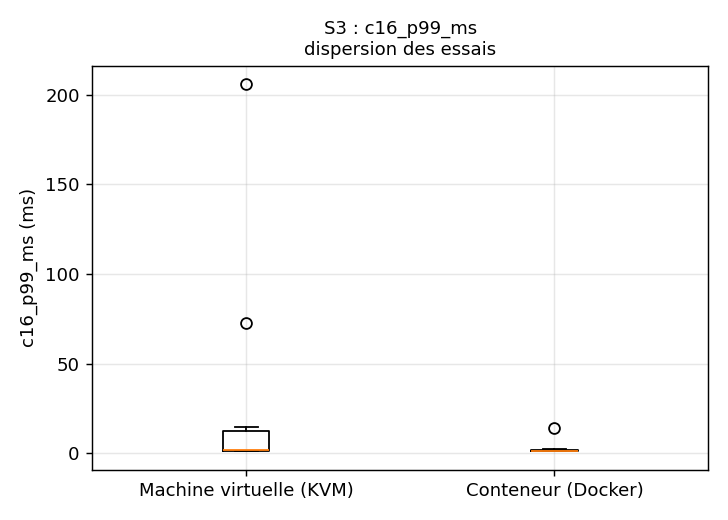 S3 : c16_p99_ms
dispersion des essais
c16_p99_ms (ms)
200
150
100
50
0
Machine virtuelle (KVM)
Conteneur (Docker)